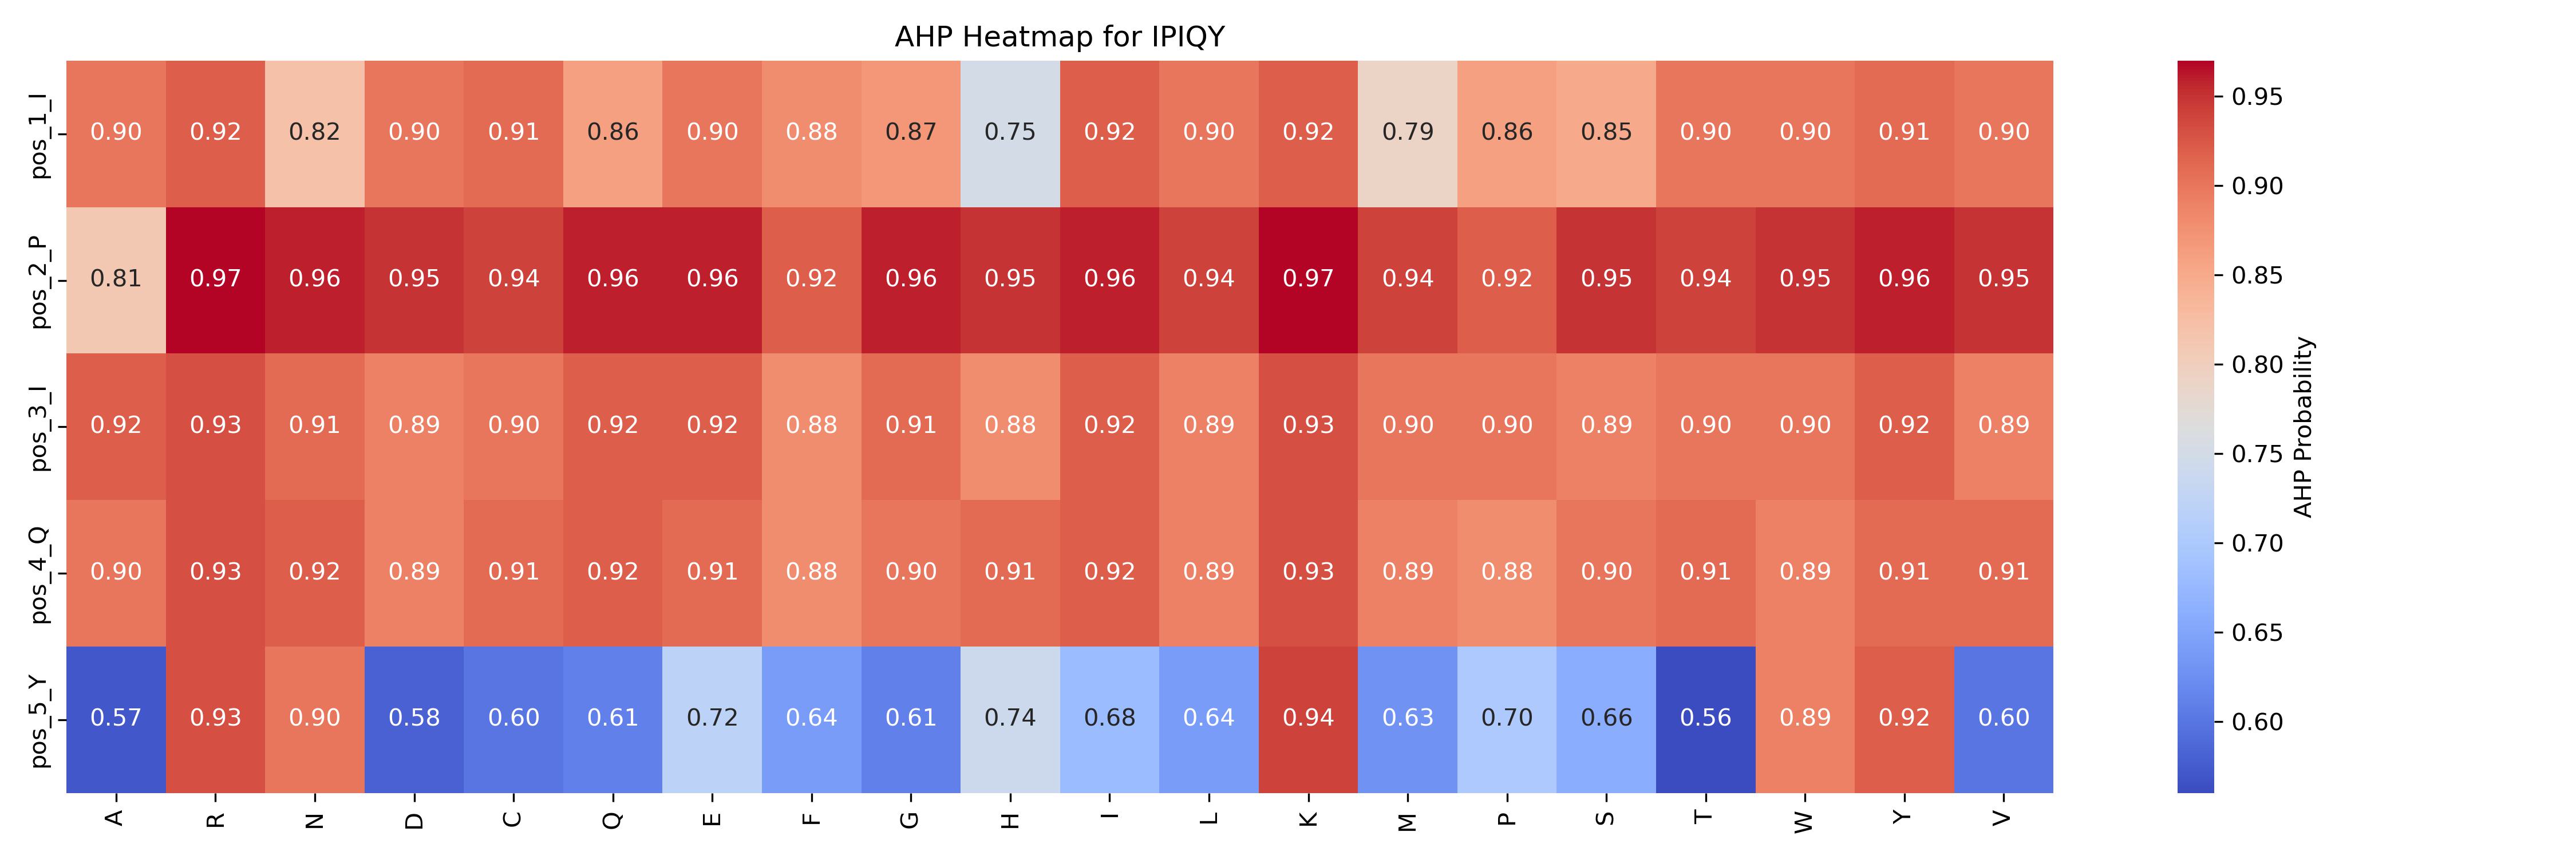 AHP Heatmap for IPIQY
pos_1_I 0.90 0.92 0.82 0.90 0.91 0.86 0.90 0.88 0.87 0.75 0.92 0.90 0.92 0.79 0.86 0.85 0.90 0.90 0.91 0.90
pos_2_P 0.81 0.97 0.96 0.95 0.94 0.96 0.96 0.92 0.96 0.95 0.96 0.94 0.97 0.94 0.92 0.95 0.94 0.95 0.96 0.95
pos_3_I 0.92 0.93 0.91 0.89 0.90 0.92 0.92 0.88 0.91 0.88 0.92 0.89 0.93 0.90 0.90 0.89 0.90 0.90 0.92 0.89
pos_4_Q 0.90 0.93 0.92 0.89 0.91 0.92 0.91 0.88 0.90 0.91 0.92 0.89 0.93 0.89 0.88 0.90 0.91 0.89 0.91 0.91
pos_5_Y 0.57 0.93 0.90 0.58 0.60 0.61 0.72 0.64 0.61 0.74 0.68 0.64 0.94 0.63 0.70 0.66 0.56 0.89 0.92 0.60
A R N D C Q E F G H I L K M P S T W Y V
0.95
0.90
0.85
0.80
0.75
0.70
0.65
0.60
AHP Probability